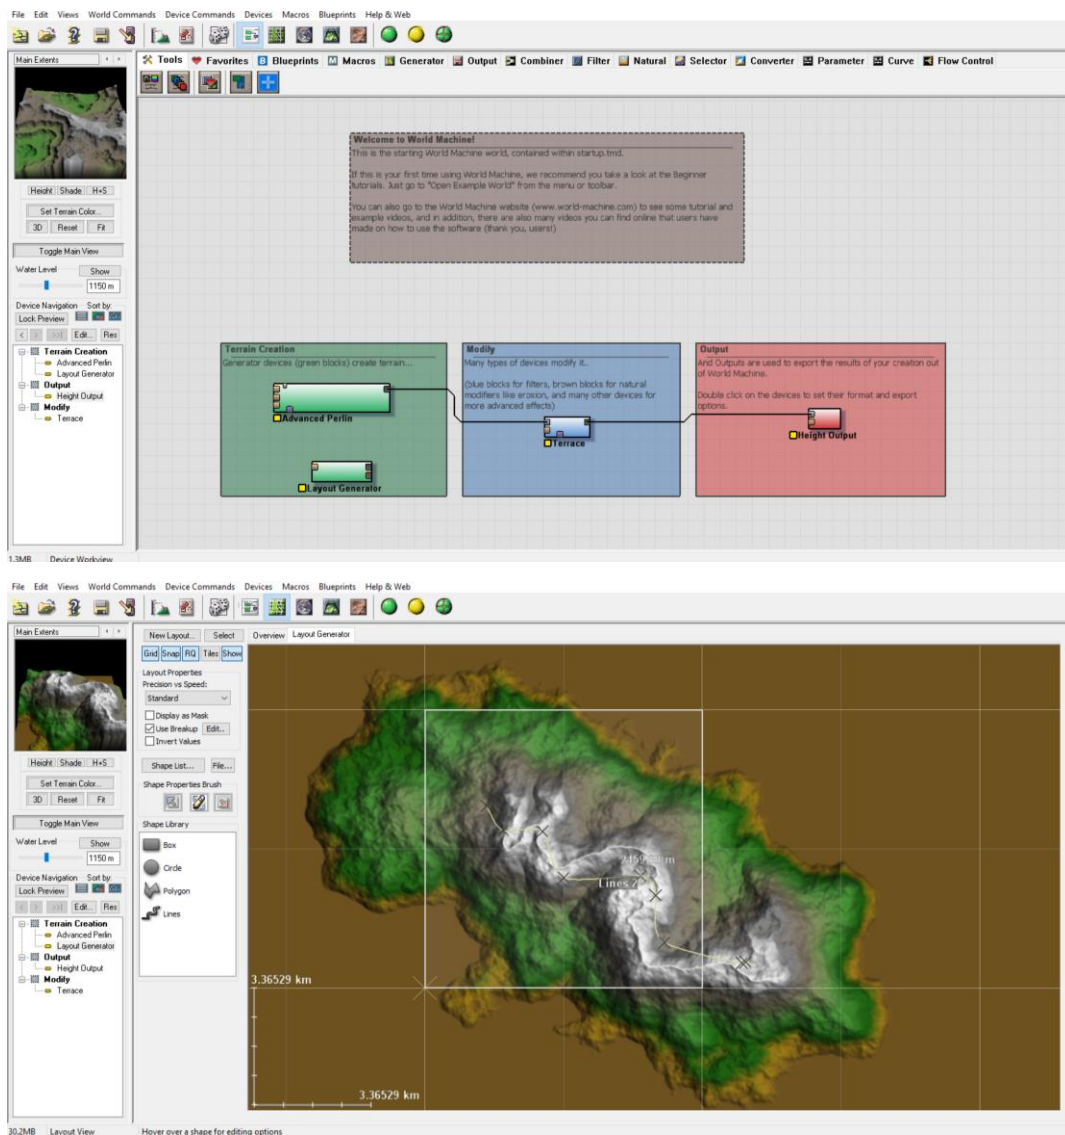 File Edit Views World Commands Device Commands Devices Macros Blueprints Help & Web
Main Extents
Tools Favorites Blueprints Macros Generator Output Combiner Filter Natural Selector Converter Parameter Curve Flow Control
Height Shade H+S
Set Terrain Color...
3D Reset Fit
Toggle Main View
Water Level Show
1150 m
Device Navigation Sort by:
Lock Preview
Edit... Res
Terrain Creation
Advanced Perlin
Layout Generator
Output
Height Output
Modify
Terrace
Welcome to World Machine!
This is the starting World Machine world, contained within startup.tmd.
If this is your first time using World Machine, we recommend you take a look at the Beginner
tutorials. Just go to "Open Example World" from the menu or toolbar.
You can also go to the World Machine website (www.world-machine.com) to see some tutorial and
example videos, and in addition, there are also many videos you can find online that users have
made on how to use the software (thank you, users!)
Terrain Creation
Generator devices (green blocks) create terrain...
Advanced Perlin
Layout Generator
Modify
Many types of devices modify it..
(blue blocks for filters, brown blocks for natural
modifiers like erosion, and many other devices for
more advanced effects)
Terrace
Output
And Outputs are used to export the results of your creation out
of World Machine.
Double click on the devices to set their format and export
options.
Height Output
1.3MB Device Workview
File Edit Views World Commands Device Commands Devices Macros Blueprints Help & Web
Main Extents
Height Shade H+S
Set Terrain Color...
3D Reset Fit
Toggle Main View
Water Level Show
1150 m
Device Navigation Sort by:
Lock Preview
Edit... Res
Terrain Creation
Advanced Perlin
Layout Generator
Output
Height Output
Modify
Terrace
New Layout... Select
Grid Snap RQ Tiles Show
Layout Properties
Precision vs Speed:
Standard
Display as Mask
Use Breakup Edit...
Invert Values
Shape List... File...
Shape Properties Brush
Shape Library
Box
Circle
Polygon
Lines
Overview Layout Generator
Lines 2
3.36529 km
3.36529 km
30.2MB Layout View Hover over a shape for editing options